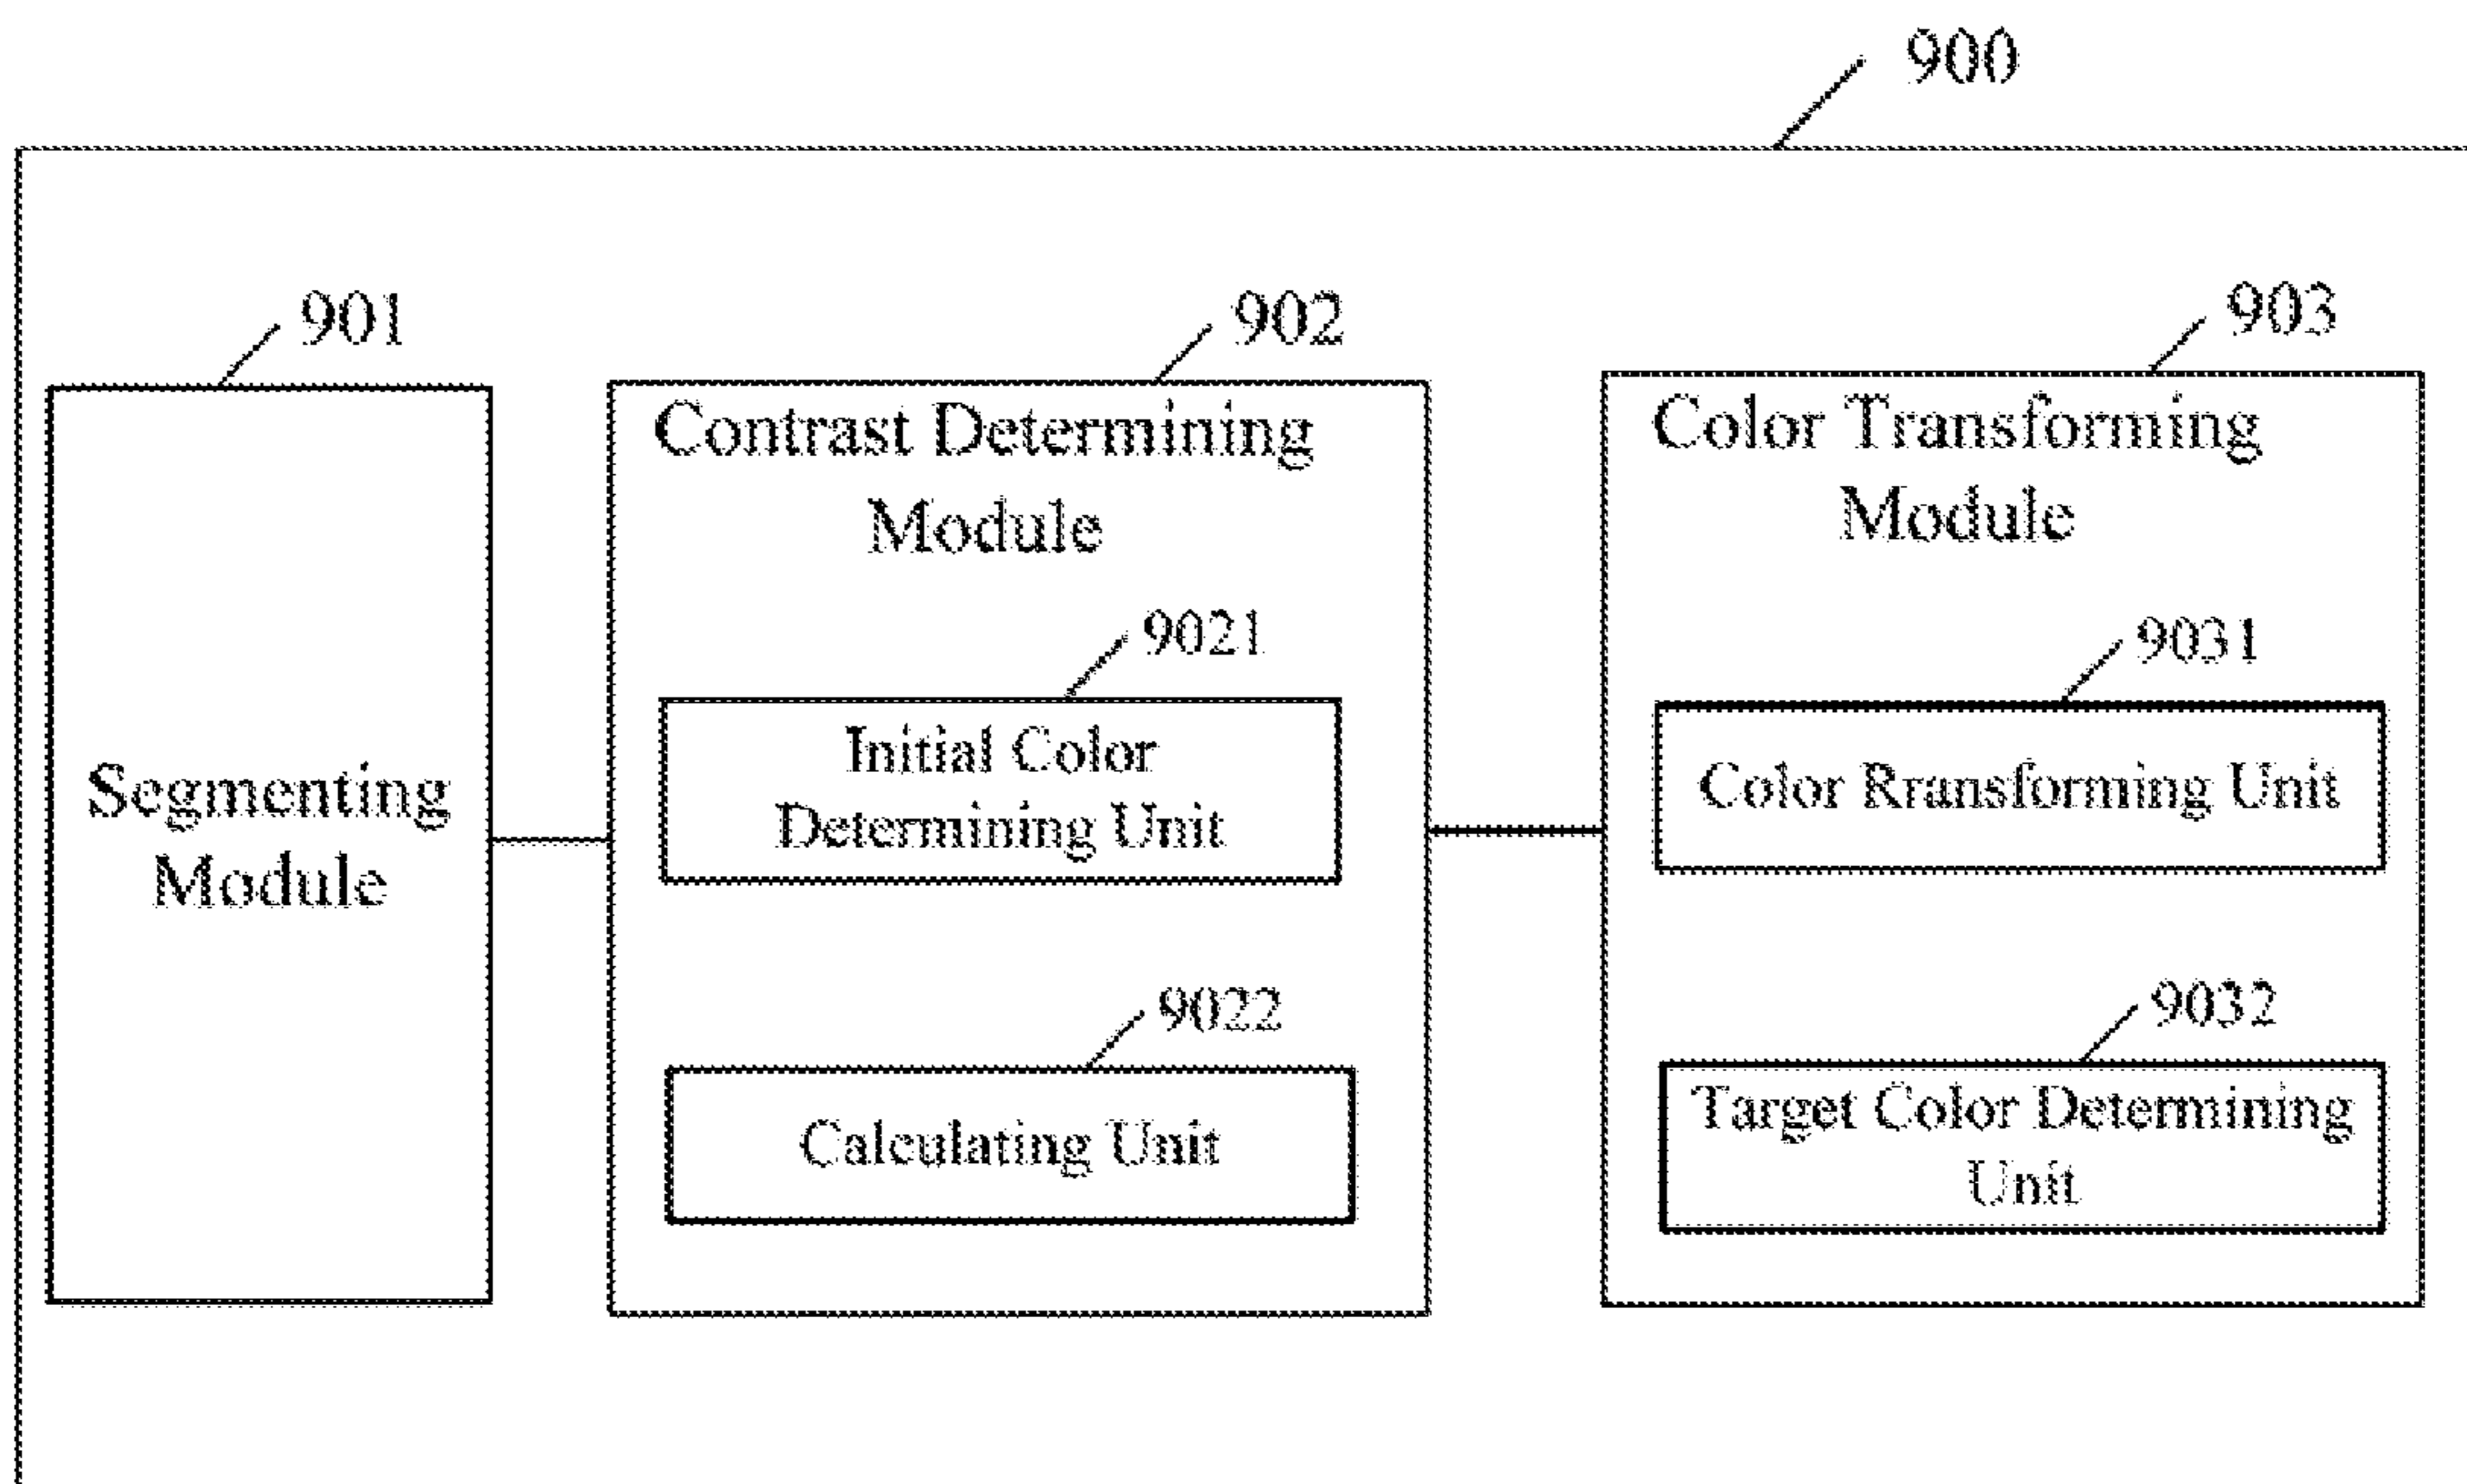 900
901
902
903
Segmenting
Module
Contrast Determining
Module
9021
Initial Color
Determining Unit
9022
Calculating Unit
Color Transforming
Module
9031
Color Rransforming Unit
9032
Target Color Determining
Unit